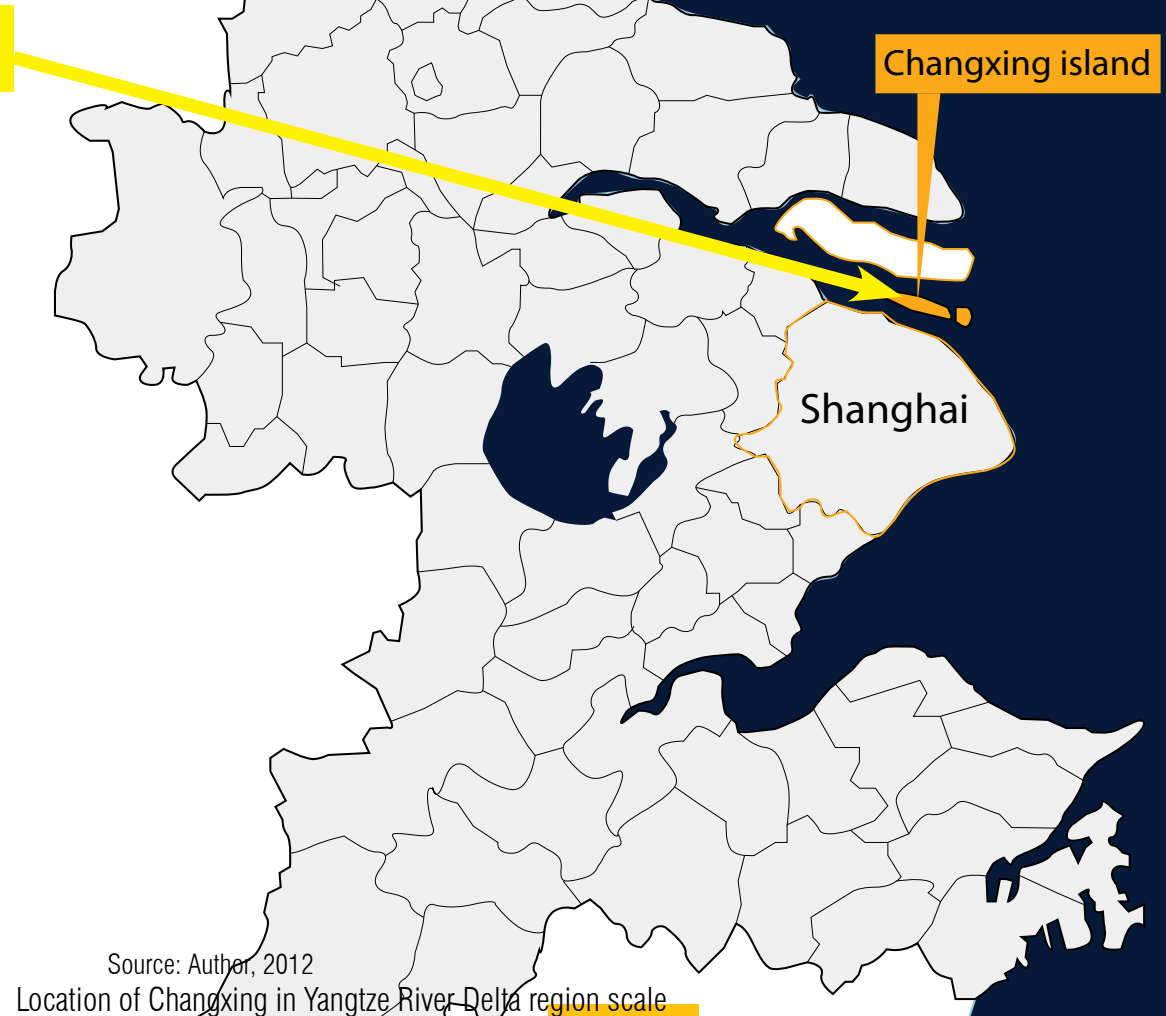 Changxing island
Shanghai
Source: Author, 2012
Location of Changxing in Yangtze River Delta region scale